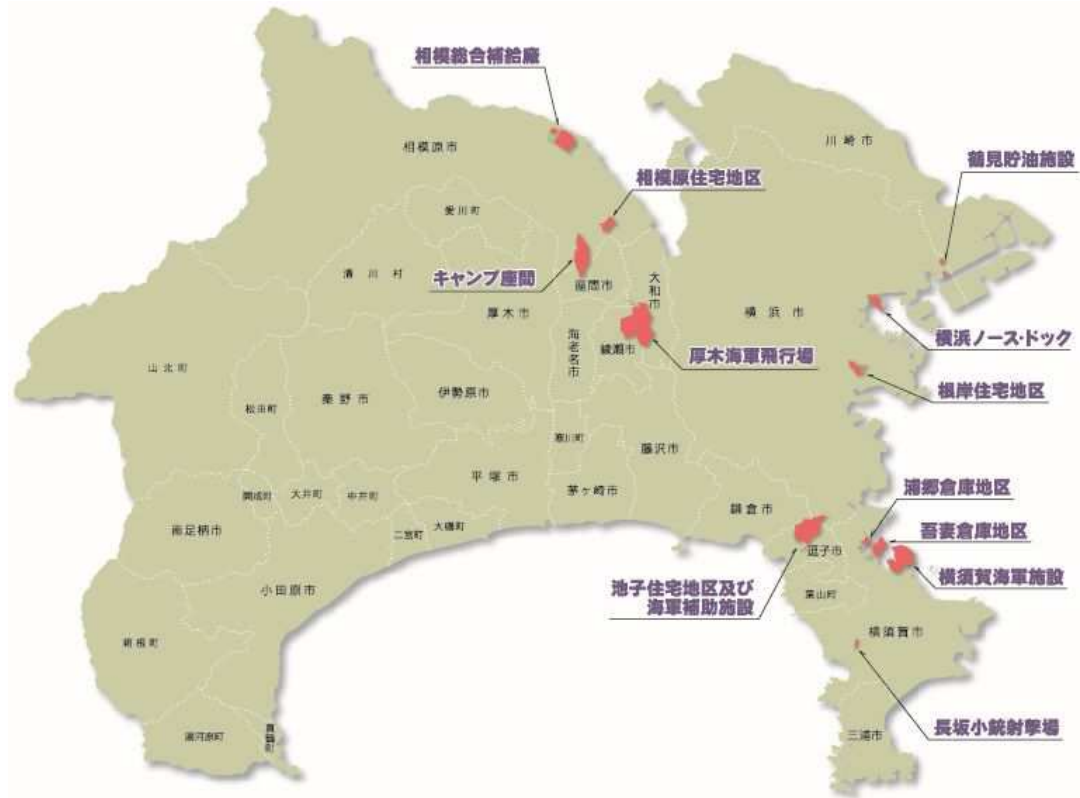 相模総合補給廠
川崎市
相模原市
鶴見貯油施設
相模原住宅地区
愛川町
清川村
キャンプ座間
座間市
大和市
厚木市
横浜市
海老名市
綾瀬市
厚木海軍飛行場
横浜ノース・ドック
山北町
根岸住宅地区
伊勢原市
秦野市
松田町
寒川町
藤沢市
平塚市
茅ヶ崎市
浦郷倉庫地区
開成町
大井町
中井町
鎌倉市
大磯町
二宮町
南足柄市
吾妻倉庫地区
逗子市
横須賀海軍施設
池子住宅地区及び
海軍補助施設
小田原市
葉山町
横須賀市
箱根町
長坂小銃射撃場
湯河原町
真鶴町
三浦市